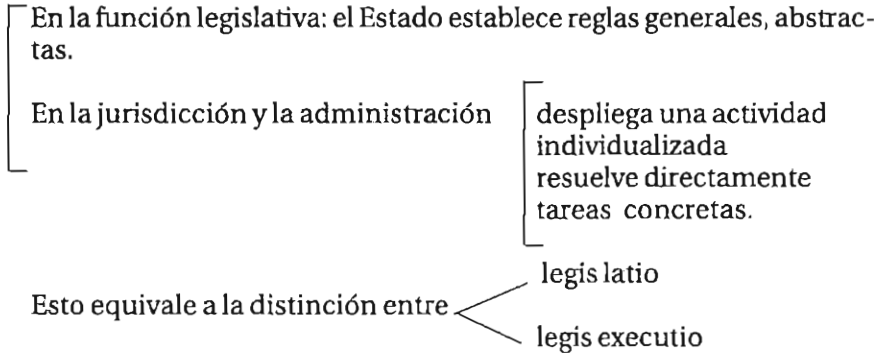 En la función legislativa: el Estado establece reglas generales, abstrac-
tas.
En la jurisdicción y la administración
despliega una actividad
individualizada
resuelve directamente
tareas concretas.
Esto equivale a la distinción entre
legis latio
legis executio